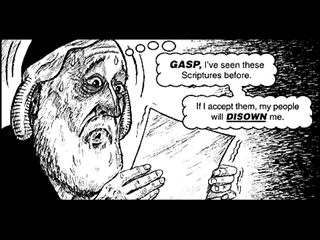 GASP, I've seen these
Scriptures before.
If I accept them, my people
will DISOWN me.